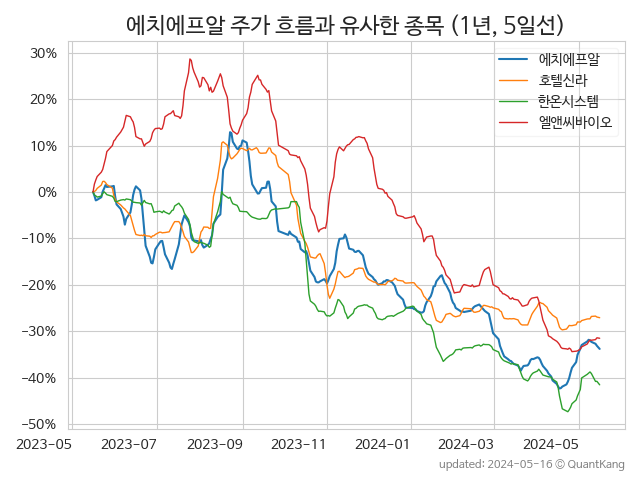 에치에프알 주가 흐름과 유사한 종목 (1년, 5일선)
에치에프알
호텔신라
한온시스템
엘앤씨바이오
30%
20%
10%
0%
−10%
−20%
−30%
−40%
−50%
2023-05 2023-07 2023-09 2023-11 2024-01 2024-03 2024-05
updated: 2024-05-16 © QuantKang